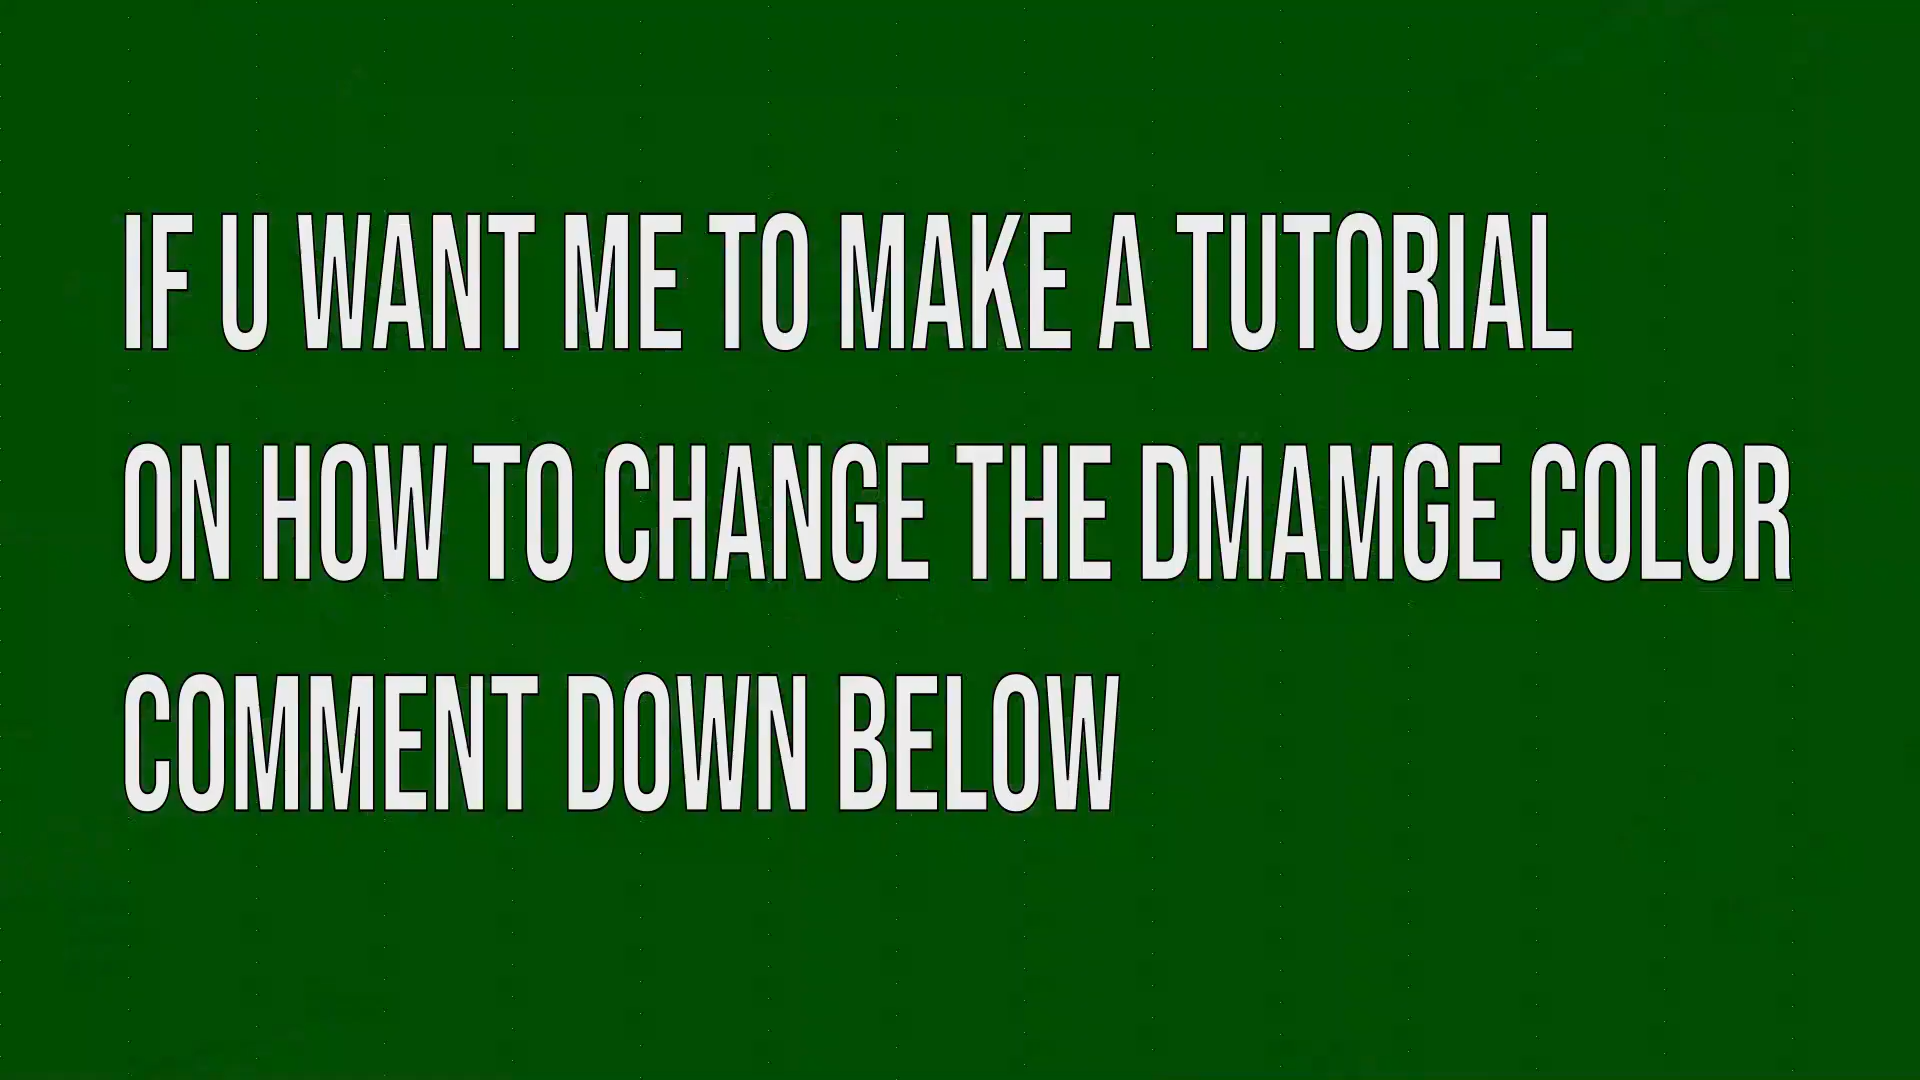 IF U WANT ME TO MAKE A TUTORIAL
ON HOW TO CHANGE THE DMAMGE COLOR
COMMENT DOWN BELOW